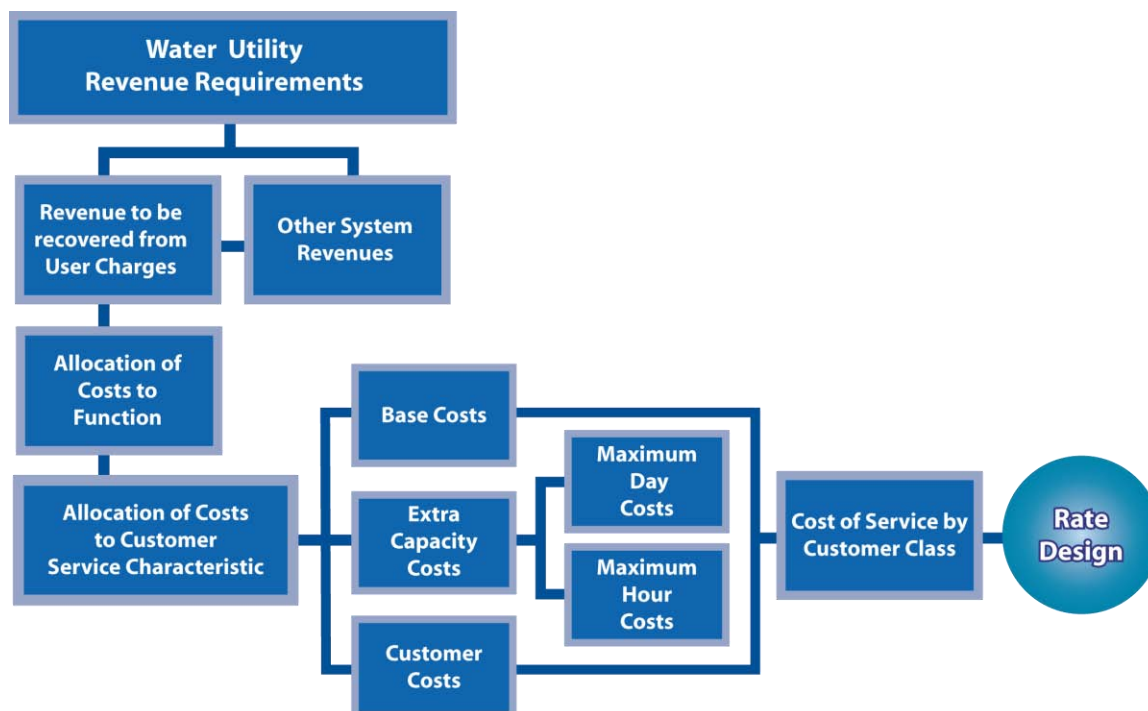 Water Utility
Revenue Requirements
Revenue to be
recovered from
User Charges
Other System
Revenues
Allocation of
Costs to
Function
Allocation of Costs
to Customer
Service Characteristic
Base Costs
Extra
Capacity
Costs
Customer
Costs
Maximum
Day
Costs
Maximum
Hour
Costs
Cost of Service by
Customer Class
Rate
Design